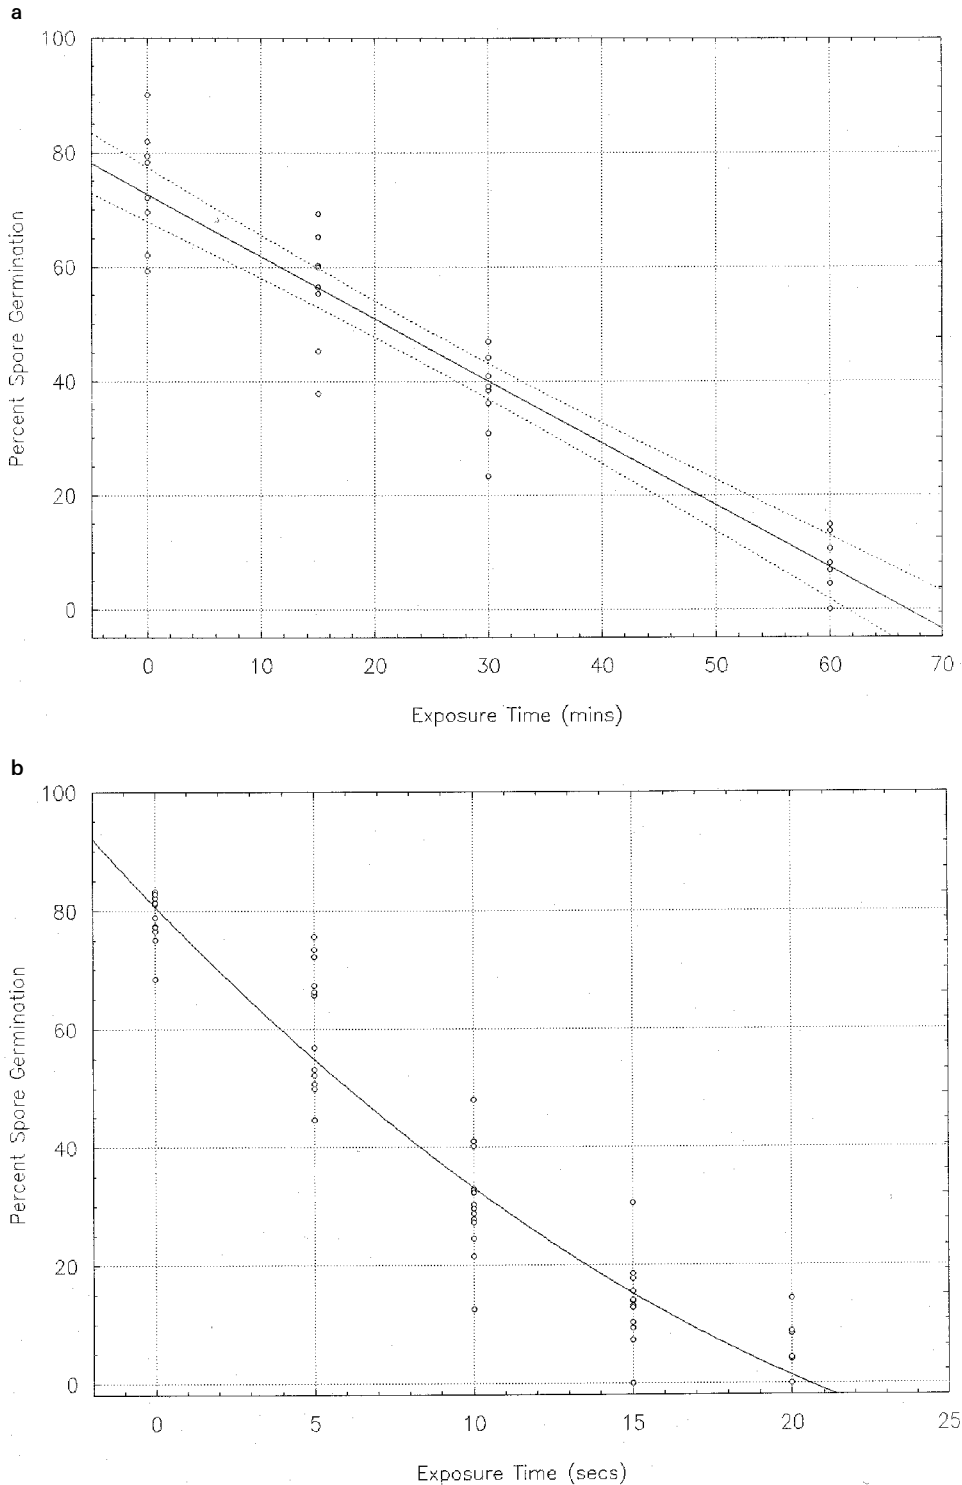 a
100
80
60
40
20
0
Percent Spore Germination
0 10 20 30 40 50 60 70
Exposure Time (mins)
b
100
80
60
40
20
0
Percent Spore Germination
0 5 10 15 20 25
Exposure Time (secs)